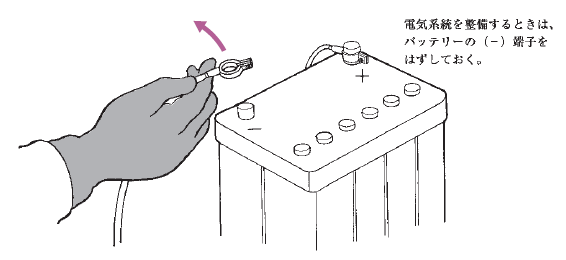 電気系統を整備するときは、
バッテリーの（−）端子を
はずしておく。
+
−